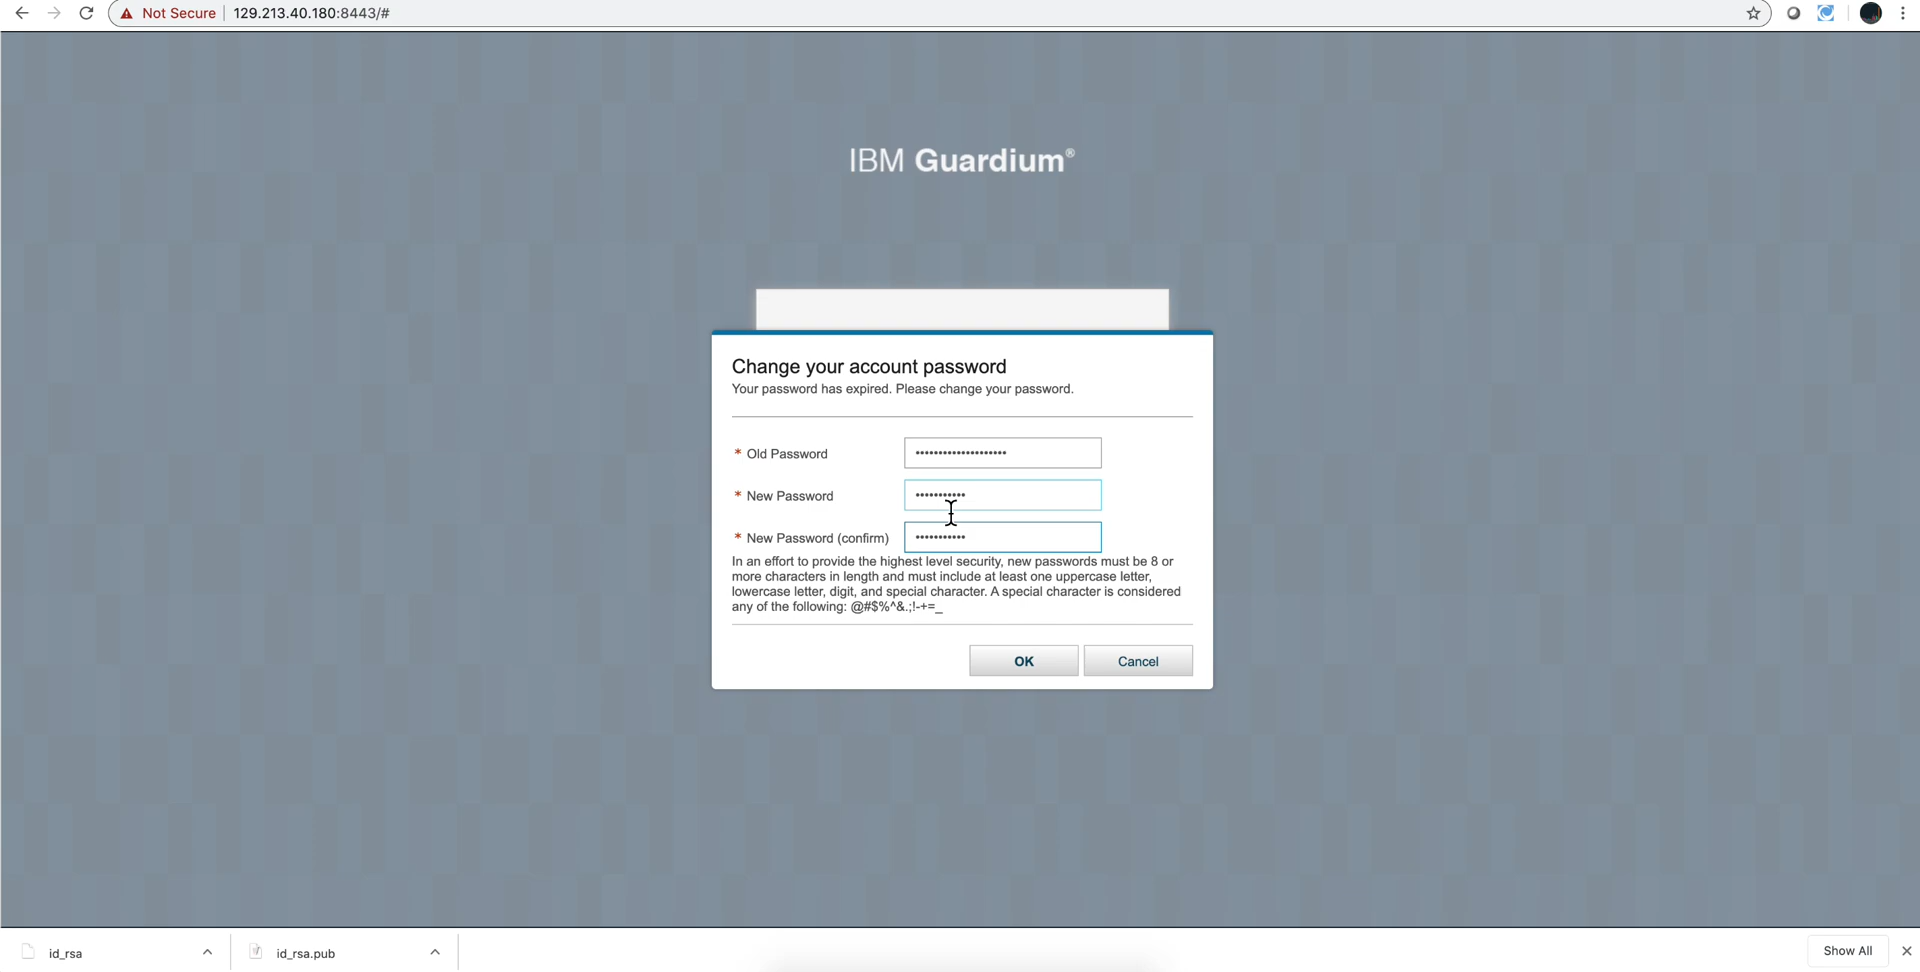 Not Secure
129.213.40.180:8443/#
IBM Guardium®
Change your account password
Your password has expired. Please change your password.
* Old Password ••••••••••••••••••••
* New Password •••••••••••
* New Password (confirm) •••••••••••
In an effort to provide the highest level security, new passwords must be 8 or
more characters in length and must include at least one uppercase letter,
lowercase letter, digit, and special character. A special character is considered
any of the following: @#$%^&.;!-+=_
OK
Cancel
id_rsa
id_rsa.pub
Show All